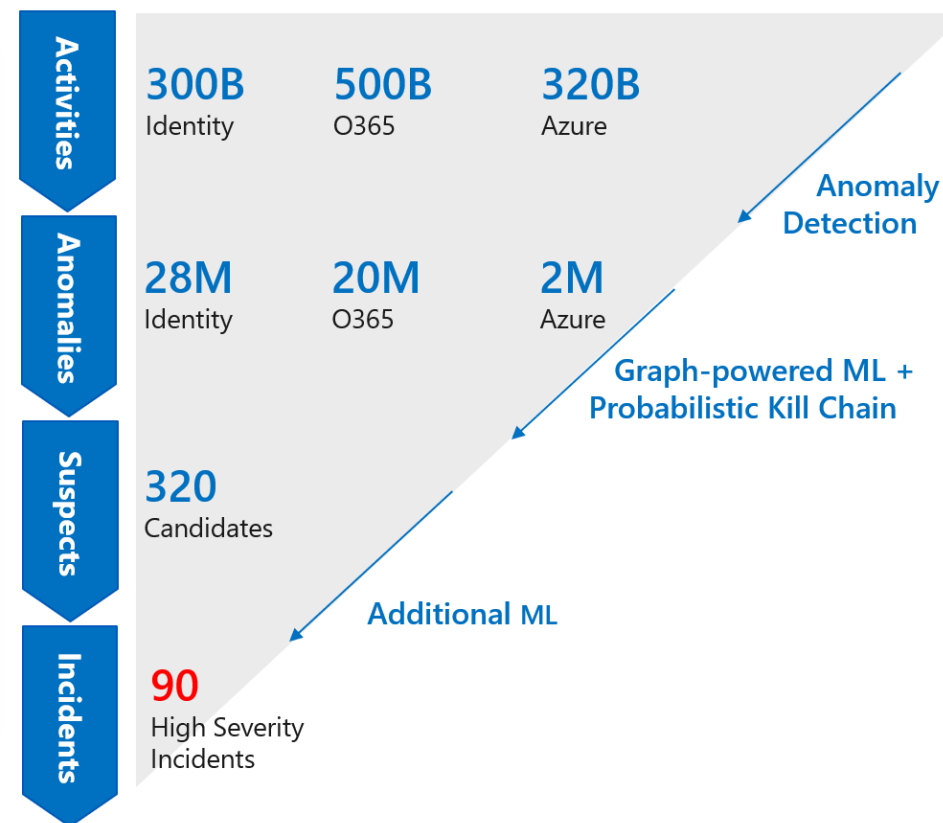 Activities
300B
500B
320B
Identity
O365
Azure
Anomaly
Detection
Anomalies
28M
20M
2M
Identity
O365
Azure
Graph-powered ML +
Probabilistic Kill Chain
Suspects
320
Candidates
Additional ML
Incidents
90
High Severity
Incidents